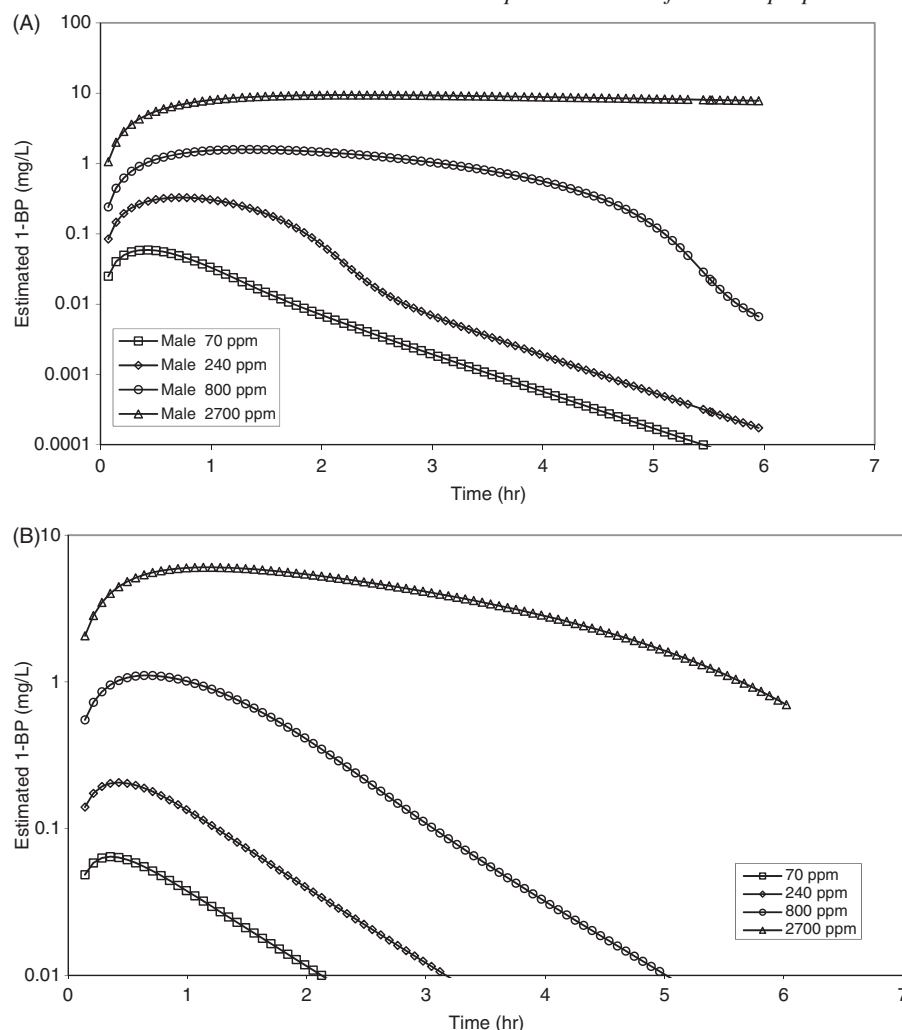 (A)
100
10
1
0.1
0.01
0.001
0.0001
Estimated 1-BP (mg/L)
Male 70 ppm
Male 240 ppm
Male 800 ppm
Male 2700 ppm
0 1 2 3 4 5 6 7
Time (hr)
(B)
10
1
0.1
0.01
Estimated 1-BP (mg/L)
70 ppm
240 ppm
800 ppm
2700 ppm
0 1 2 3 4 5 6 7
Time (hr)